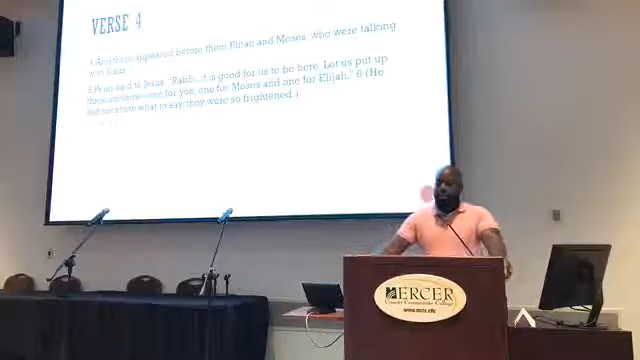 VERSE 4
4 And there appeared before them Elijah and Moses, who were talking
with Jesus.
5 Peter said to Jesus, "Rabbi, it is good for us to be here. Let us put up
three shelters—one for you, one for Moses and one for Elijah." 6 (He
did not know what to say, they were so frightened.)
MERCER
County Community College
www.mccc.edu